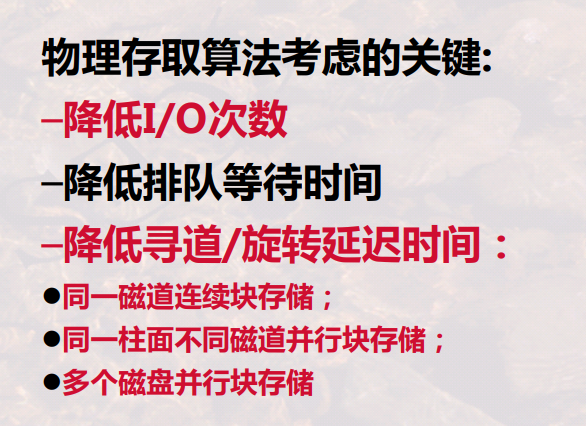 物理存取算法考虑的关键:
–降低I/O次数
–降低排队等待时间
–降低寻道/旋转延迟时间：
●同一磁道连续块存储；
●同一柱面不同磁道并行块存储；
●多个磁盘并行块存储